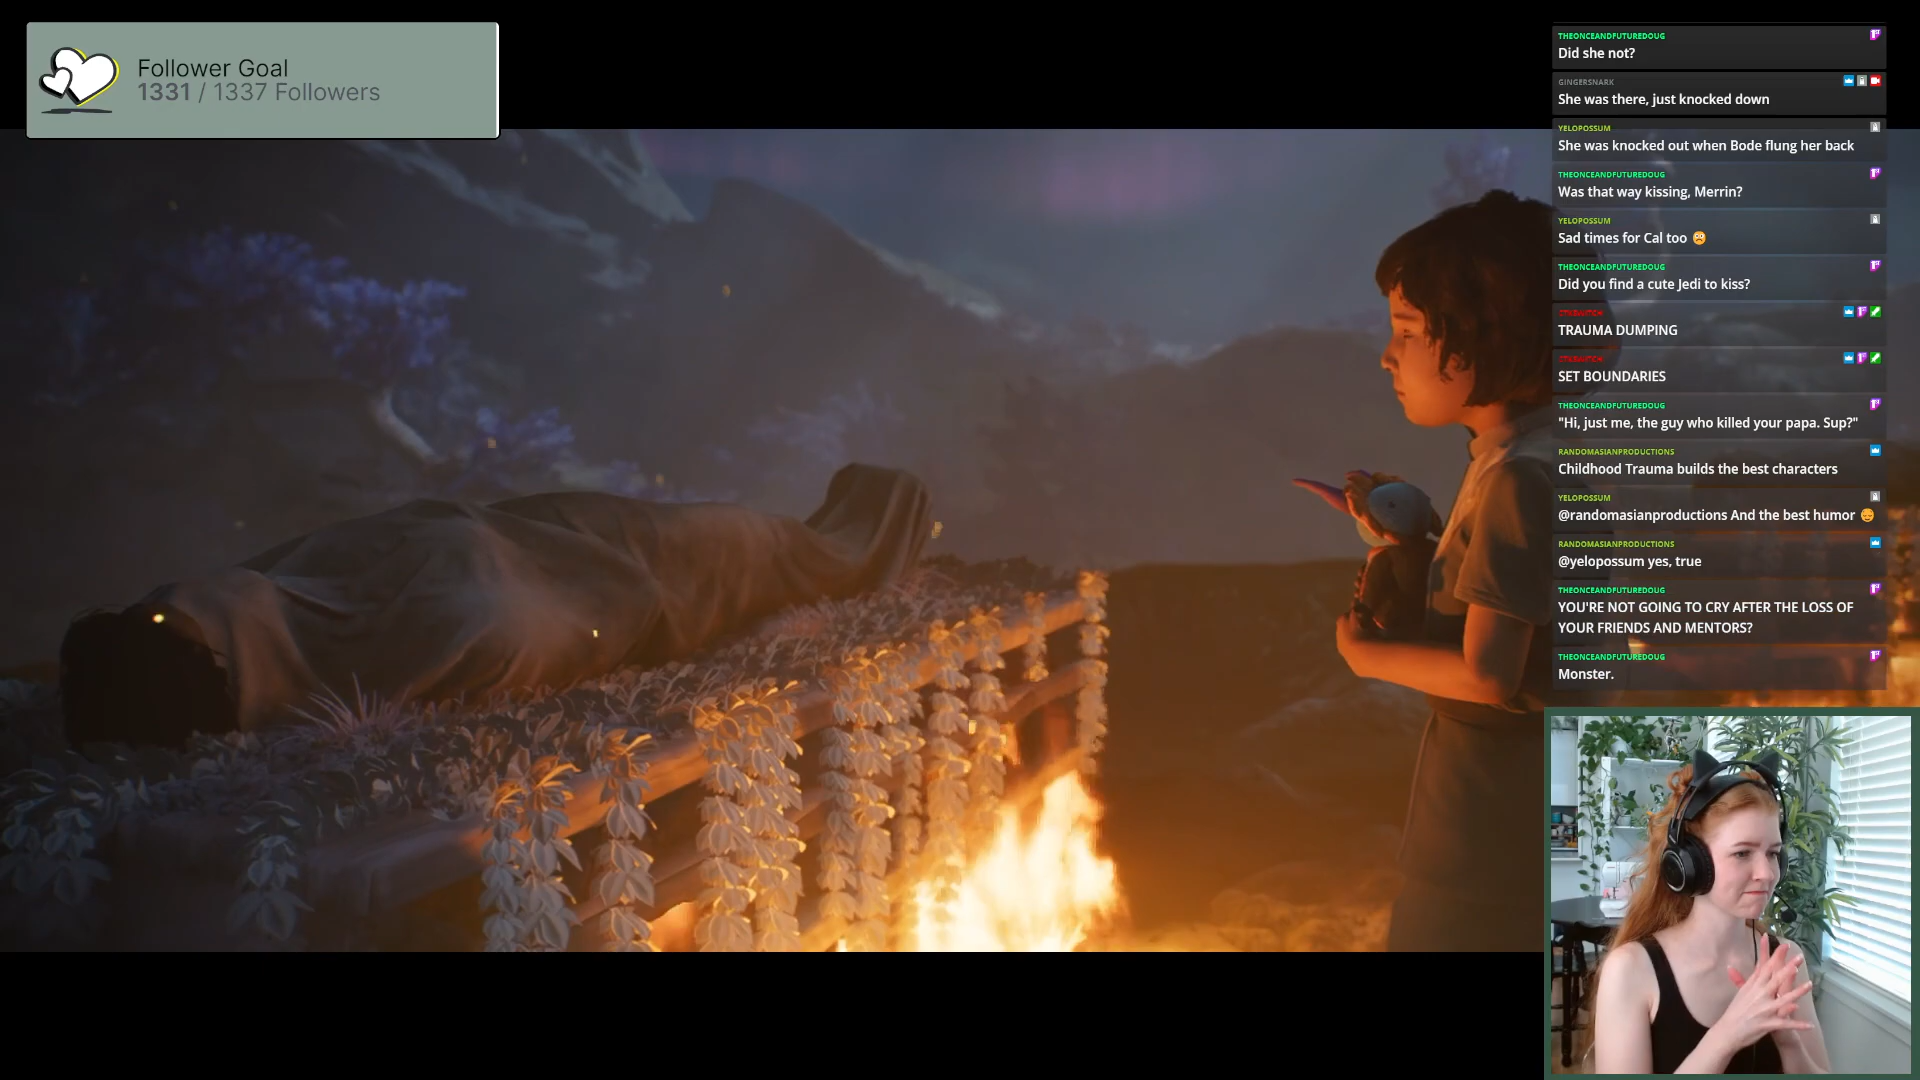 Follower Goal
1331 / 1337 Followers
THEONCEANDFUTUREDOUG
Did she not?
GINGERSNARK
She was there, just knocked down
YELOPOSSUM
She was knocked out when Bode flung her back
THEONCEANDFUTUREDOUG
Was that way kissing, Merrin?
YELOPOSSUM
Sad times for Cal too
THEONCEANDFUTUREDOUG
Did you find a cute Jedi to kiss?
TRAUMA DUMPING
SET BOUNDARIES
THEONCEANDFUTUREDOUG
"Hi, just me, the guy who killed your papa. Sup?"
RANDOMASIANPRODUCTIONS
Childhood Trauma builds the best characters
YELOPOSSUM
@randomasianproductions And the best humor
RANDOMASIANPRODUCTIONS
@yelopossum yes, true
THEONCEANDFUTUREDOUG
YOU'RE NOT GOING TO CRY AFTER THE LOSS OF
YOUR FRIENDS AND MENTORS?
THEONCEANDFUTUREDOUG
Monster.